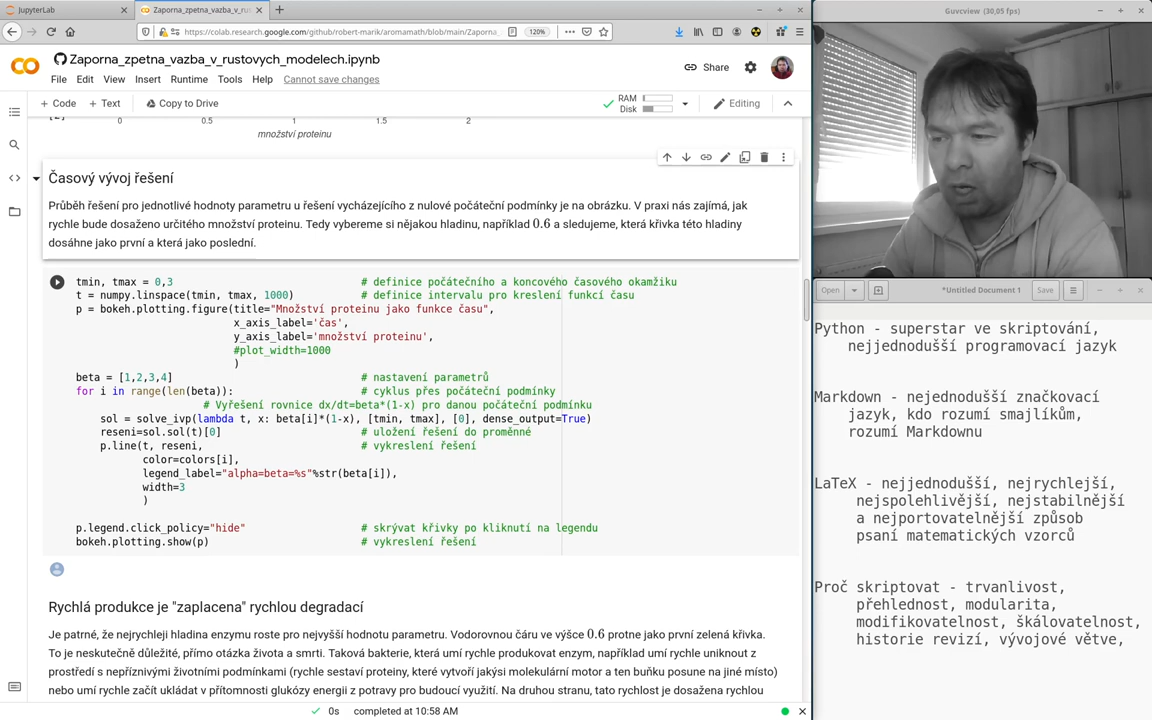 JupyterLab
Zaporna_zpetna_vazba_v_rus
Guvcview (30,05 fps)
https://colab.research.google.com/github/robert-marik/aromamath/blob/main/Zaporna_
120%
Zaporna_zpetna_vazba_v_rustovych_modelech.ipynb
File Edit View Insert Runtime Tools Help Cannot save changes
Share
+ Code + Text Copy to Drive
RAM
Disk
Editing
[2]
0 0.5 1 1.5 2
množství proteinu
Časový vývoj řešení
Průběh řešení pro jednotlivé hodnoty parametru u řešení vycházejícího z nulové počáteční podmínky je na obrázku. V praxi nás zajímá, jak
rychle bude dosaženo určitého množství proteinu. Tedy vybereme si nějakou hladinu, například 0.6 a sledujeme, která křivka této hladiny
dosáhne jako první a která jako poslední.
tmin, tmax = 0,3 # definice počátečního a koncového časového okamžiku
t = numpy.linspace(tmin, tmax, 1000) # definice intervalu pro kreslení funkcí času
p = bokeh.plotting.figure(title="Množství proteinu jako funkce času",
x_axis_label='čas',
y_axis_label='množství proteinu',
#plot_width=1000
)
beta = [1,2,3,4] # nastavení parametrů
for i in range(len(beta)): # cyklus přes počáteční podmínky
# Vyřešení rovnice dx/dt=beta*(1-x) pro danou počáteční podmínku
sol = solve_ivp(lambda t, x: beta[i]*(1-x), [tmin, tmax], [0], dense_output=True)
reseni=sol.sol(t)[0] # uložení řešení do proměnné
p.line(t, reseni, # vykreslení řešení
color=colors[i],
legend_label="alpha=beta=%s"%str(beta[i]),
width=3
)
p.legend.click_policy="hide" # skrývat křivky po kliknutí na legendu
bokeh.plotting.show(p) # vykreslení řešení
Rychlá produkce je "zaplacena" rychlou degradací
Je patrné, že nejrychleji hladina enzymu roste pro nejvyšší hodnotu parametru. Vodorovnou čáru ve výšce 0.6 protne jako první zelená křivka.
To je neskutečně důležité, přímo otázka života a smrti. Taková bakterie, která umí rychle produkovat enzym, například umí rychle uniknout z
prostředí s nepříznivými životními podmínkami (rychle sestaví proteiny, které vytvoří jakýsi molekulární motor a ten buňku posune na jiné místo)
nebo umí rychle začít ukládat v přítomnosti glukózy energii z potravy pro budoucí využití. Na druhou stranu, tato rychlost je dosažena rychlou
0s completed at 10:58 AM
Open *Untitled Document 1 Save
Python - superstar ve skriptování,
nejjednodušší programovací jazyk
Markdown - nejednodušší značkovací
jazyk, kdo rozumí smajlíkům,
rozumí Markdownu
LaTeX - nejjednodušší, nejrychlejší,
nejspolehlivější, nejstabilnější
a nejportovatelnější způsob
psaní matematických vzorců
Proč skriptovat - trvanlivost,
přehlednost, modularita,
modifikovatelnost, škálovatelnost,
historie revizí, vývojové větve,